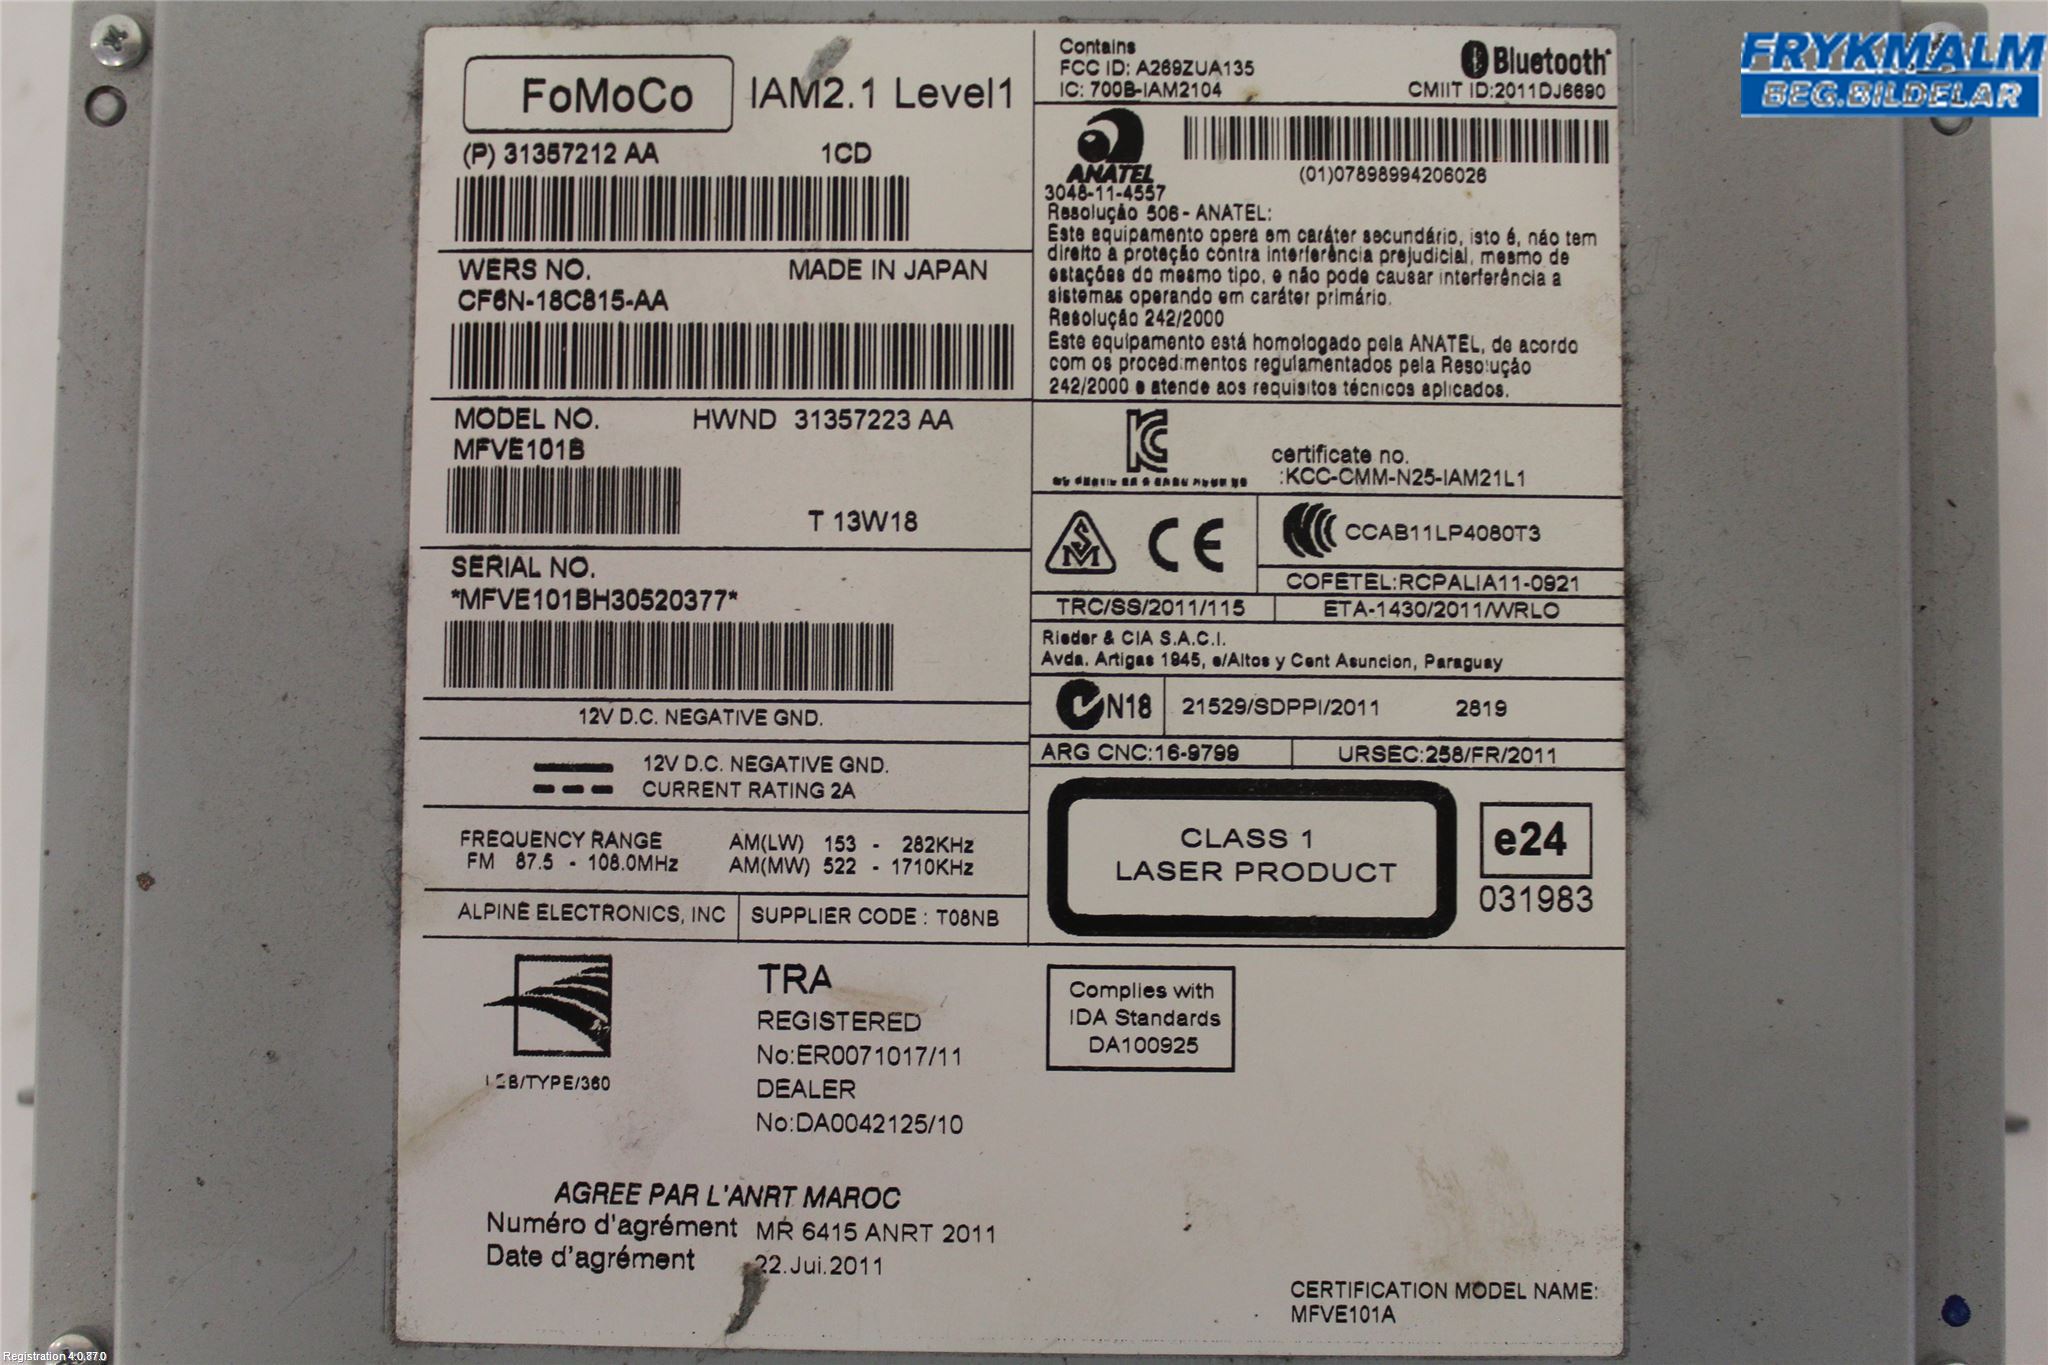 FoMoCo IAM2.1 Level1
(P) 31357212 AA 1CD
WERS NO. MADE IN JAPAN
CF6N-18C815-AA
MODEL NO. HWND 31357223 AA
MFVE101B
T 13W18
SERIAL NO.
*MFVE101BH30520377*
12V D.C. NEGATIVE GND.
12V D.C. NEGATIVE GND.
CURRENT RATING 2A
FREQUENCY RANGE AM(LW) 153 - 282KHz
FM 87.5 - 108.0MHz AM(MW) 522 - 1710KHz
ALPINE ELECTRONICS, INC SUPPLIER CODE : T08NB
Contains
FCC ID: A269ZUA135 Bluetooth
IC: 700B-IAM2104 CMIIT ID:2011DJ6690
ANATEL
(01)07898994206026
3048-11-4557
Resolução 506 - ANATEL:
Este equipamento opera em caráter secundário, isto é, não tem
direito à proteção contra interferência prejudicial, mesmo de
estações do mesmo tipo, e não pode causar interferência a
sistemas operando em caráter primário.
Resolução 242/2000
Este equipamento está homologado pela ANATEL, de acordo
com os procedimentos regulamentados pela Resolução
242/2000 e atende aos requisitos técnicos aplicados.
certificate no.
:KCC-CMM-N25-IAM21L1
SM CE CCAB11LP4080T3
COFETEL:RCPALIA11-0921
TRC/SS/2011/115 ETA-1430/2011/WRLO
Rieder & CIA S.A.C.I.
Avda. Artigas 1945, e/Altos y Cent Asuncion, Paraguay
N18 21529/SDPPI/2011 2819
ARG CNC:16-9799 URSEC:258/FR/2011
CLASS 1
LASER PRODUCT
e24
031983
/TYPE/360
TRA
REGISTERED
No:ER0071017/11
DEALER
No:DA0042125/10
Complies with
IDA Standards
DA100925
AGREE PAR L'ANRT MAROC
Numéro d'agrément MR 6415 ANRT 2011
Date d'agrément 22.Jui.2011
CERTIFICATION MODEL NAME:
MFVE101A
FRYKMALM
BEG.BILDELAR
Registration 4.0.87.0